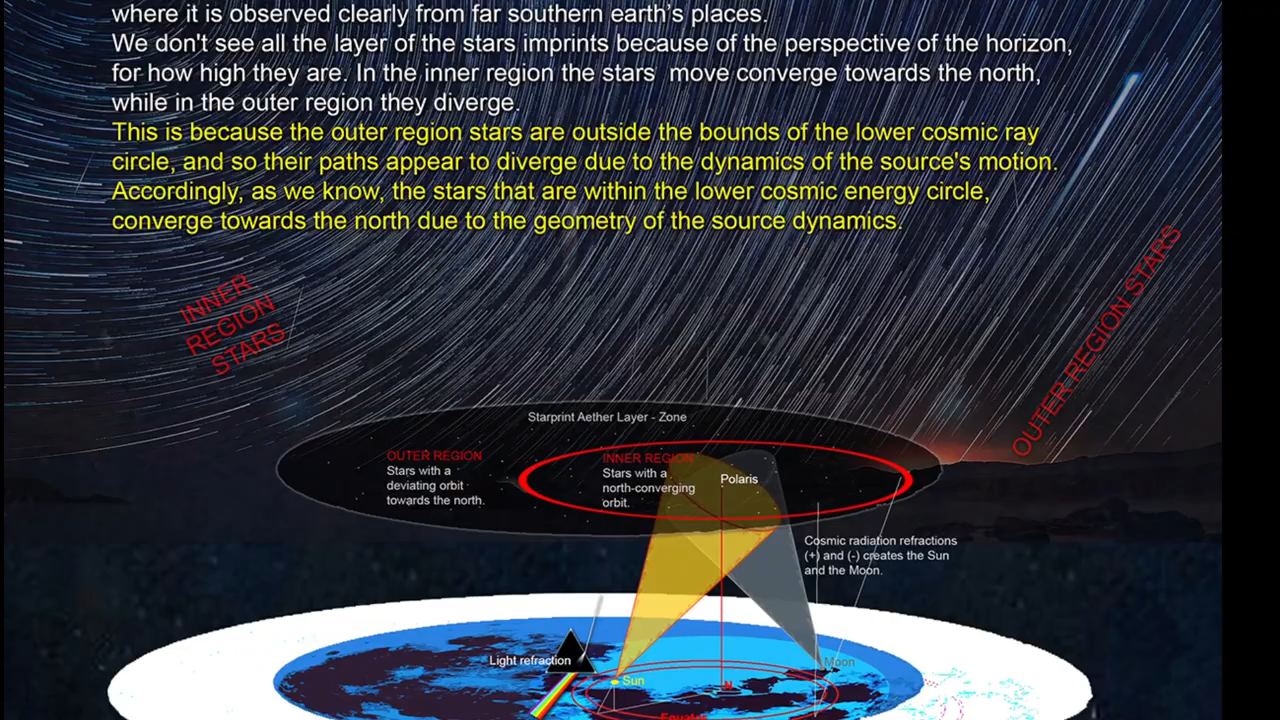 where it is observed clearly from far southern earth's places.
We don't see all the layer of the stars imprints because of the perspective of the horizon,
for how high they are. In the inner region the stars move converge towards the north,
while in the outer region they diverge.
This is because the outer region stars are outside the bounds of the lower cosmic ray
circle, and so their paths appear to diverge due to the dynamics of the source's motion.
Accordingly, as we know, the stars that are within the lower cosmic energy circle,
converge towards the north due to the geometry of the source dynamics.
INNER
REGION
STARS
OUTER REGION STARS
Starprint Aether Layer - Zone
OUTER REGION
Stars with a
deviating orbit
towards the north.
INNER REGION
Stars with a
north-converging
orbit.
Polaris
Cosmic radiation refractions
(+) and (-) creates the Sun
and the Moon.
Light refraction
Sun
Moon
N
Equator